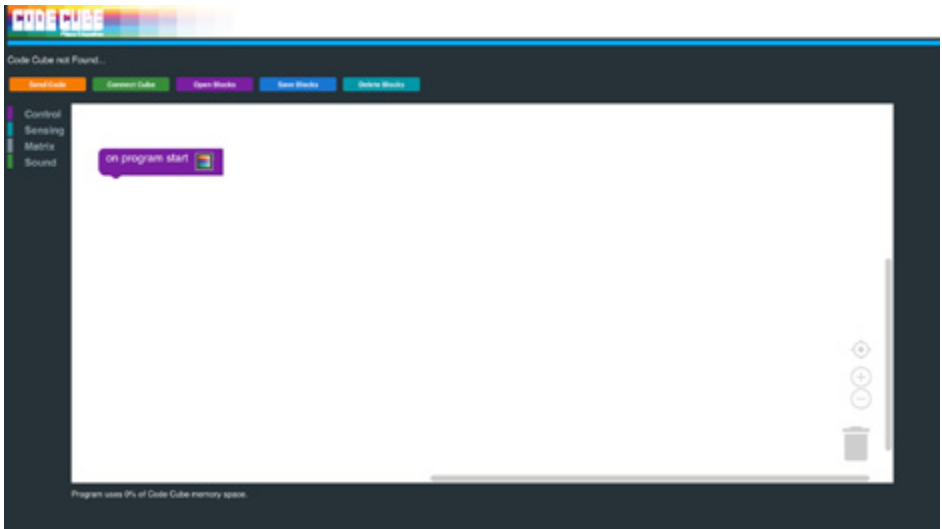 CODE CUBE
Code Cube not Found...
Send Code
Connect Cube
Open Blocks
Save Blocks
Delete Blocks
Control
Sensing
Matrix
Sound
on program start
Program uses 0% of Code Cube memory space.